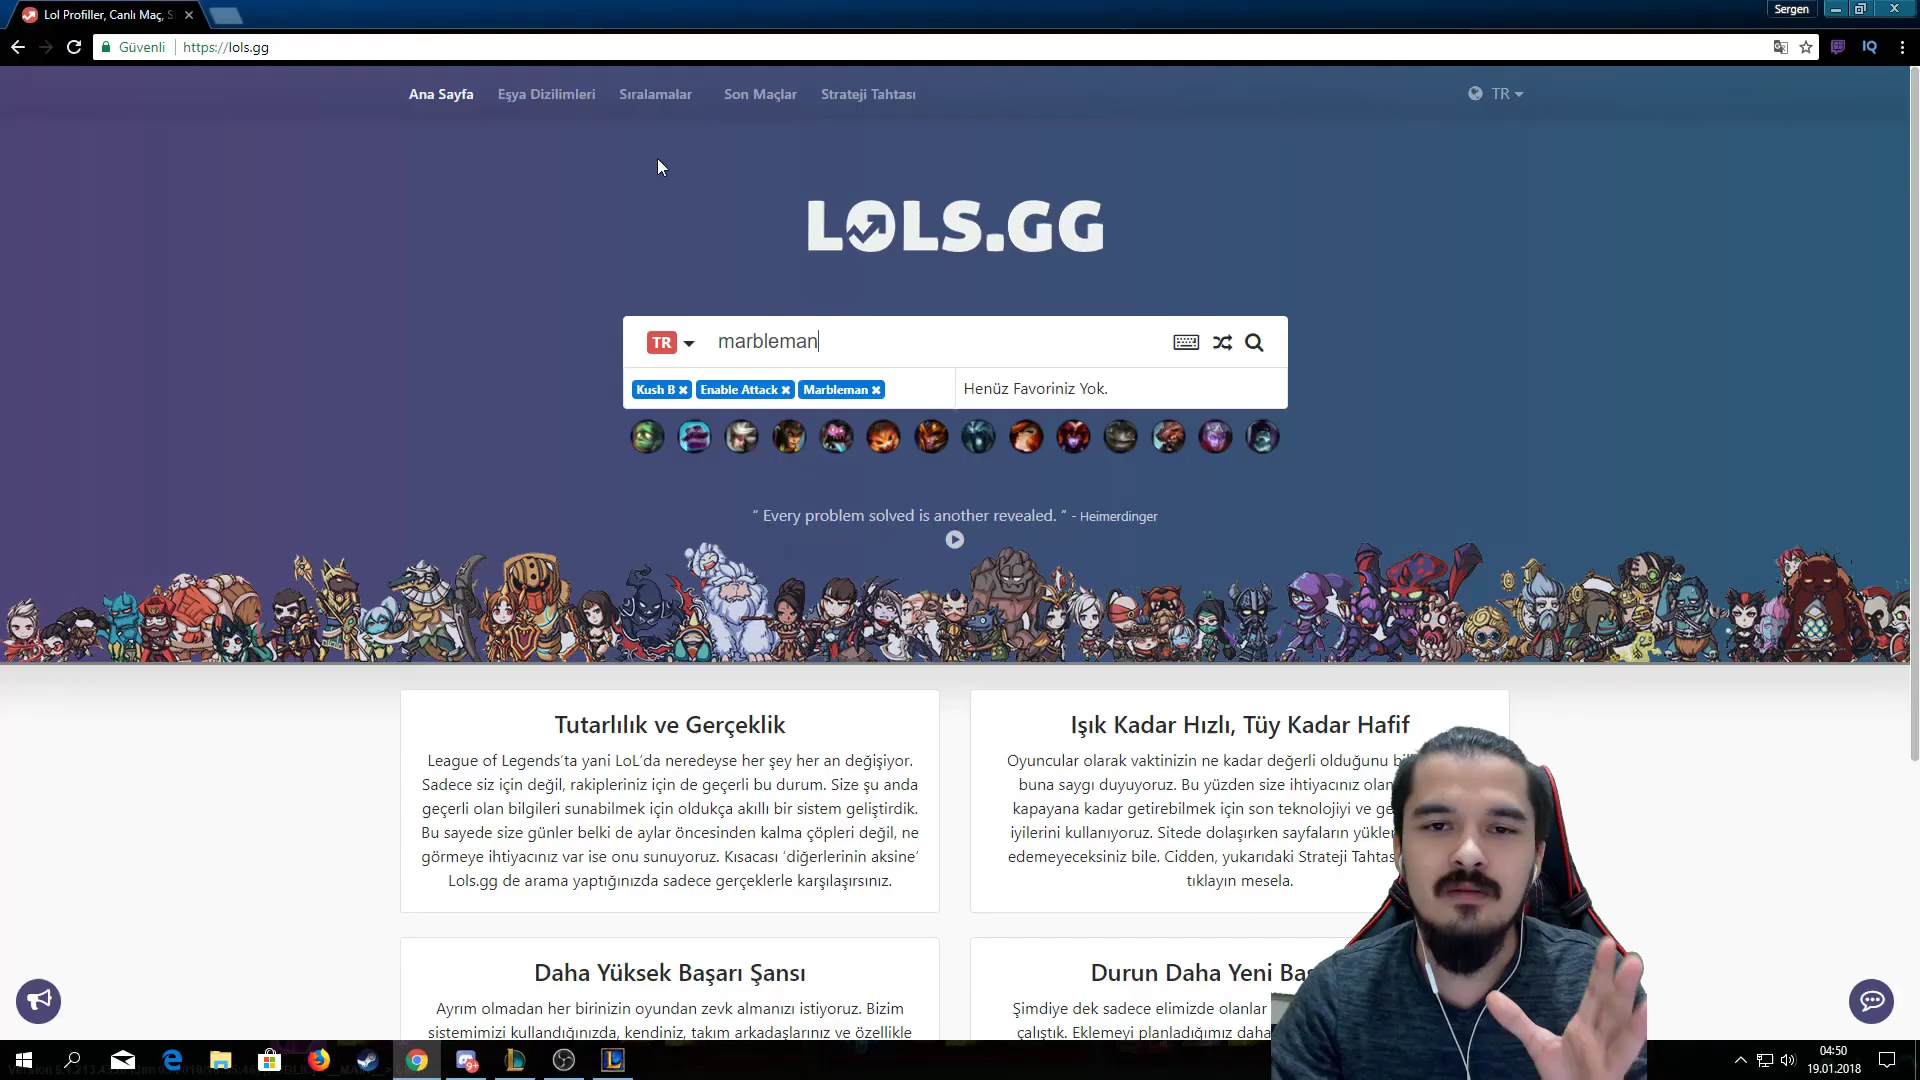 Lol Profiller, Canlı Maç, S
Sergen
Güvenli
https://lols.gg
IQ
Ana Sayfa
Eşya Dizilimleri
Sıralamalar
Son Maçlar
Strateji Tahtası
TR
LOLS.GG
TR
marbleman
Kush B
Enable Attack
Marbleman
Henüz Favoriniz Yok.
“ Every problem solved is another revealed. ” - Heimerdinger
Tutarlılık ve Gerçeklik
League of Legends’ta yani LoL’da neredeyse her şey her an değişiyor.
Sadece siz için değil, rakipleriniz için de geçerli bu durum. Size şu anda
geçerli olan bilgileri sunabilmek için oldukça akıllı bir sistem geliştirdik.
Bu sayede size günler belki de aylar öncesinden kalma çöpleri değil, ne
görmeye ihtiyacınız var ise onu sunuyoruz. Kısacası ‘diğerlerinin aksine’
Lols.gg de arama yaptığınızda sadece gerçeklerle karşılaşırsınız.
Işık Kadar Hızlı, Tüy Kadar Hafif
Oyuncular olarak vaktinizin ne kadar değerli olduğunu bi
buna saygı duyuyoruz. Bu yüzden size ihtiyacınız olan
kapayana kadar getirebilmek için son teknolojiyi ve ge
iyilerini kullanıyoruz. Sitede dolaşırken sayfaların yükle
edemeyeceksiniz bile. Cidden, yukarıdaki Strateji Tahtas
tıklayın mesela.
Daha Yüksek Başarı Şansı
Ayrım olmadan her birinizin oyundan zevk almanızı istiyoruz. Bizim
sistemimizi kullandığınızda, kendiniz, takım arkadaşlarınız ve özellikle
Durun Daha Yeni Ba
Şimdiye dek sadece elimizde olanlar
çalıştık. Eklemeyi planladığımız daha
04:50
19.01.2018